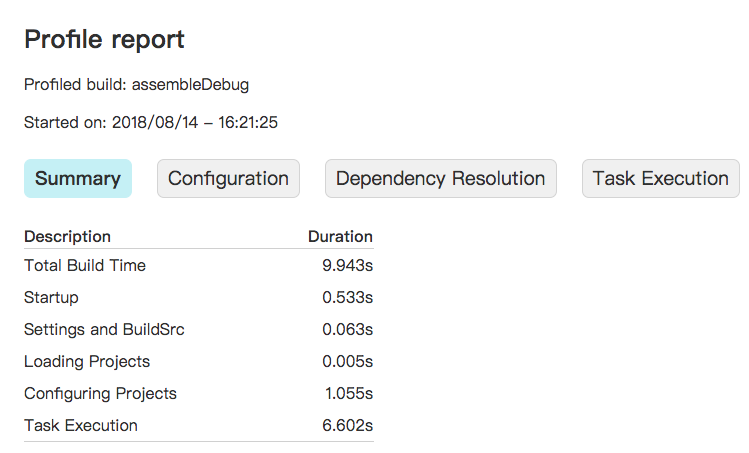 Profile report
Profiled build: assembleDebug
Started on: 2018/08/14 – 16:21:25
Summary Configuration Dependency Resolution Task Execution
Description Duration
Total Build Time 9.943s
Startup 0.533s
Settings and BuildSrc 0.063s
Loading Projects 0.005s
Configuring Projects 1.055s
Task Execution 6.602s